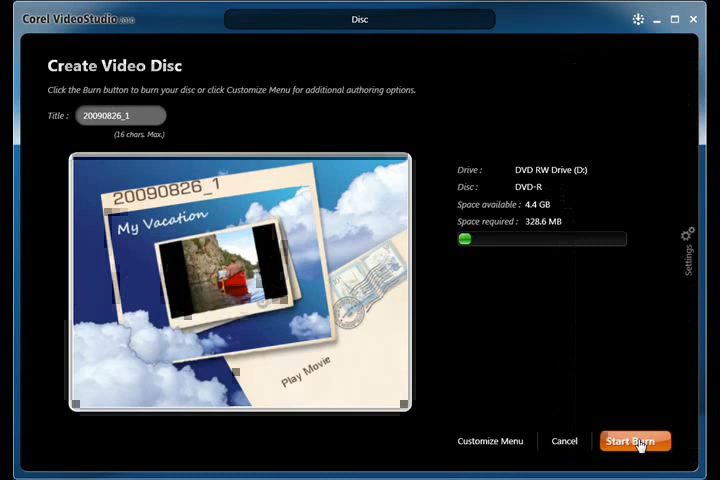 Corel VideoStudio 2010
Disc
Create Video Disc
Click the Burn button to burn your disc or click Customize Menu for additional authoring options.
Title : 20090826_1
(16 chars. Max.)
20090826_1
My Vacation
Play Movie
Drive : DVD RW Drive (D:)
Disc : DVD-R
Space available : 4.4 GB
Space required : 328.6 MB
Settings
Customize Menu
Cancel
Start Burn